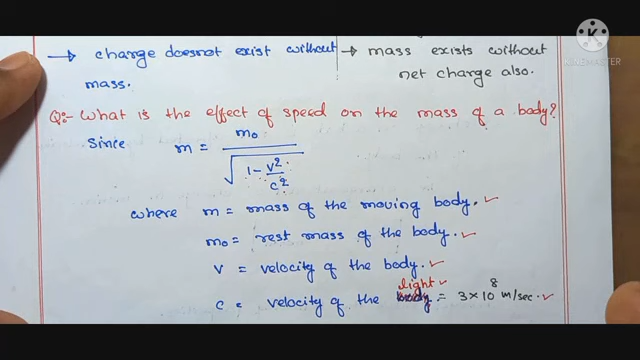 → charge doesnot exist without
mass.
→ mass exists without
net charge also.
Q:- What is the effect of speed on the mass of a body?
Since m = m₀ / √(1 - v²/c²)
where m = mass of the moving body.
m₀ = rest mass of the body.
v = velocity of the body.
c = velocity of the light = 3 × 10⁸ m/sec.
KINEMASTER